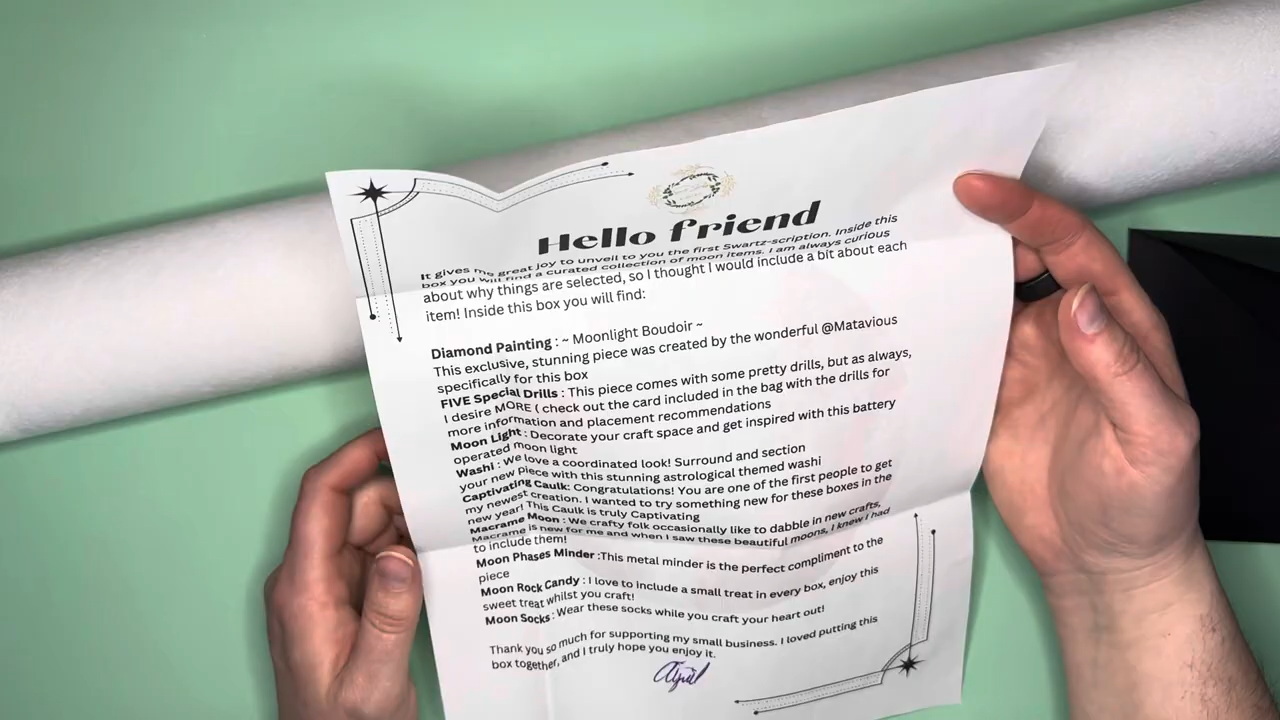 Hello friend
It gives me great joy to unveil to you the first Swartz-scription. Inside this
box you will find a curated collection of moon items. I am always curious
about why things are selected, so I thought I would include a bit about each
item! Inside this box you will find:
Diamond Painting : ~ Moonlight Boudoir ~
This exclusive, stunning piece was created by the wonderful @Matavious
specifically for this box
FIVE Special Drills : This piece comes with some pretty drills, but as always,
I desire MORE ( check out the card included in the bag with the drills for
more information and placement recommendations
Moon Light : Decorate your craft space and get inspired with this battery
operated moon light
Washi : We love a coordinated look! Surround and section
your new piece with this stunning astrological themed washi
Captivating Caulk: Congratulations! You are one of the first people to get
my newest creation. I wanted to try something new for these boxes in the
new year! This Caulk is truly Captivating
Macrame Moon : We crafty folk occasionally like to dabble in new crafts,
Macrame is new for me and when I saw these beautiful moons, I knew I had
to include them!
Moon Phases Minder :This metal minder is the perfect compliment to the
piece
Moon Rock Candy : I love to include a small treat in every box, enjoy this
sweet treat whilst you craft!
Moon Socks : Wear these socks while you craft your heart out!
Thank you so much for supporting my small business. I loved putting this
box together, and I truly hope you enjoy it.
April